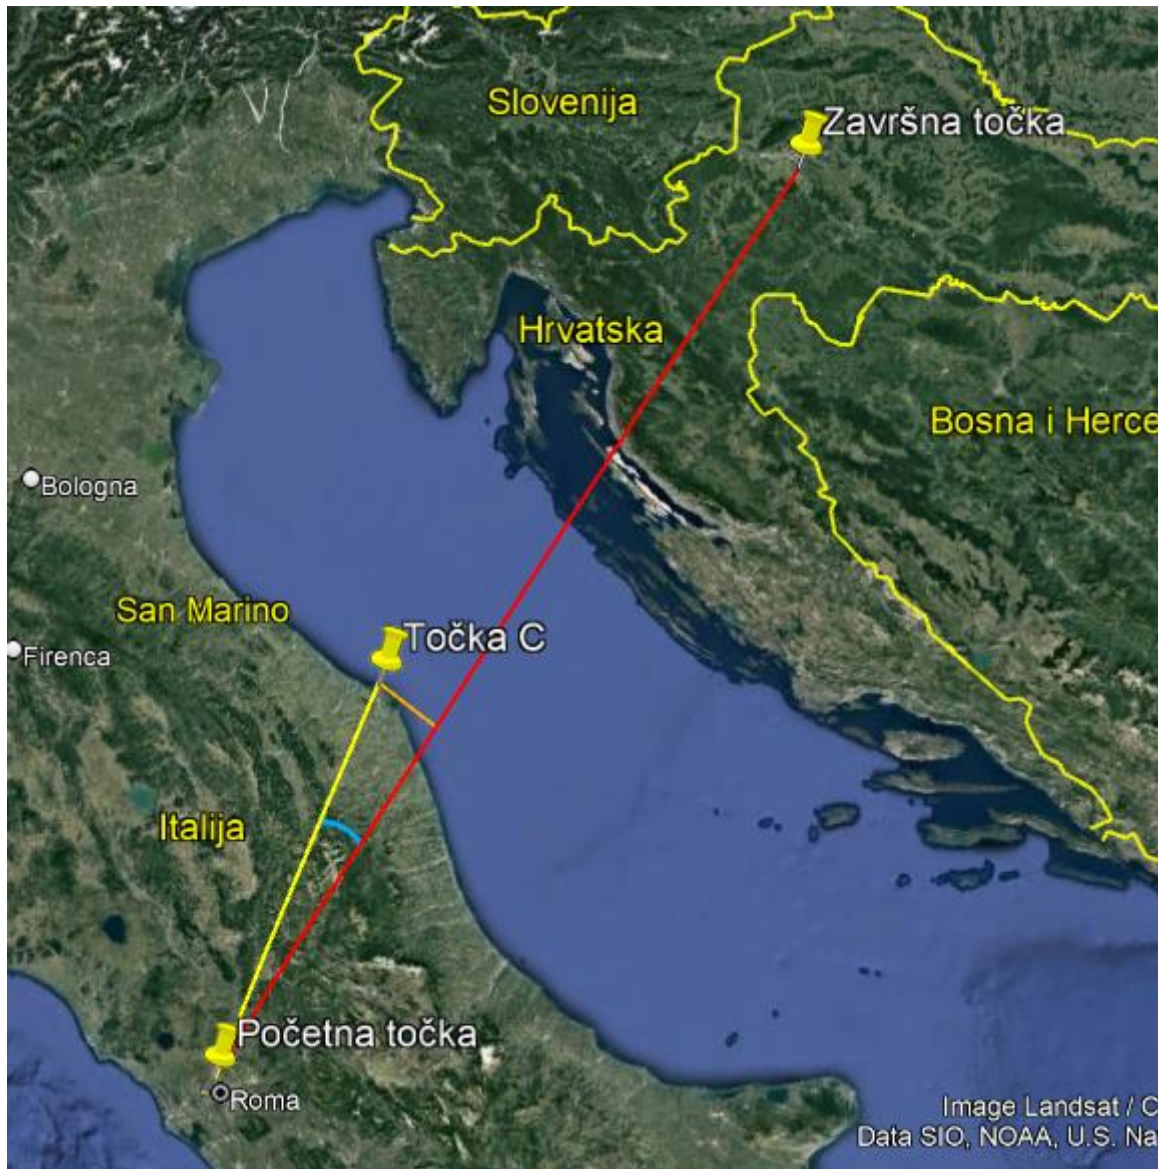 Slovenija
Završna točka
Hrvatska
Bosna i Herce
Bologna
San Marino
Točka C
Firenca
Italija
Početna točka
Roma
Image Landsat / C
Data SIO, NOAA, U.S. Na